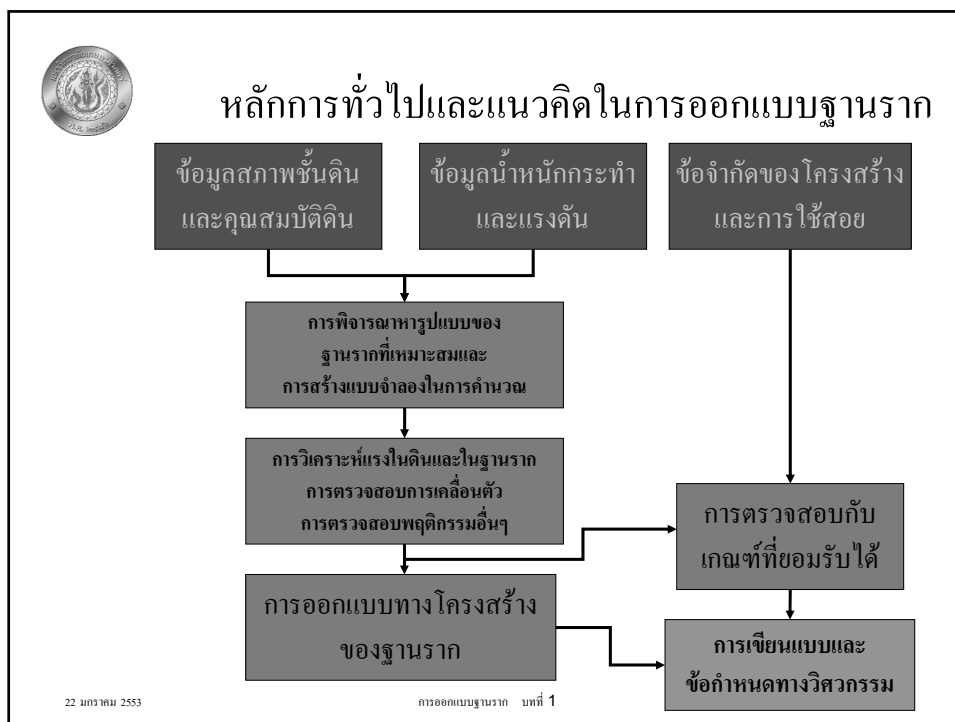 หลักการทั่วไปและแนวคิดในการออกแบบฐานราก
ข้อมูลสภาพชั้นดิน
และคุณสมบัติดิน
ข้อมูลน้ำหนักกระทำ
และแรงดัน
ข้อจำกัดของโครงสร้าง
และการใช้สอย
การพิจารณาหารูปแบบของ
ฐานรากที่เหมาะสมและ
การสร้างแบบจำลองในการคำนวณ
การวิเคราะห์แรงในดินและในฐานราก
การตรวจสอบการเคลื่อนตัว
การตรวจสอบพฤติกรรมอื่นๆ
การตรวจสอบกับ
เกณฑ์ที่ยอมรับได้
การออกแบบทางโครงสร้าง
ของฐานราก
การเขียนแบบและ
ข้อกำหนดทางวิศวกรรม
22 มกราคม 2553
การออกแบบฐานราก บทที่ 1